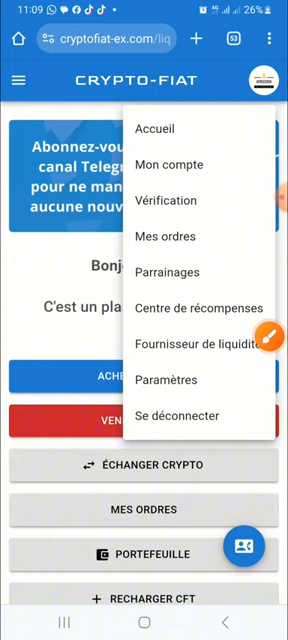 11:09
4G
26%
cryptofiat-ex.com/liq
53
CRYPTO-FIAT
Abonnez-vou
canal Telegr
pour ne man
aucune nouv
Bonj
C'est un pla
Accueil
Mon compte
Vérification
Mes ordres
Parrainages
Centre de récompenses
Fournisseur de liquidité
Paramètres
Se déconnecter
ACHE
VEN
ÉCHANGER CRYPTO
MES ORDRES
PORTEFEUILLE
RECHARGER CFT